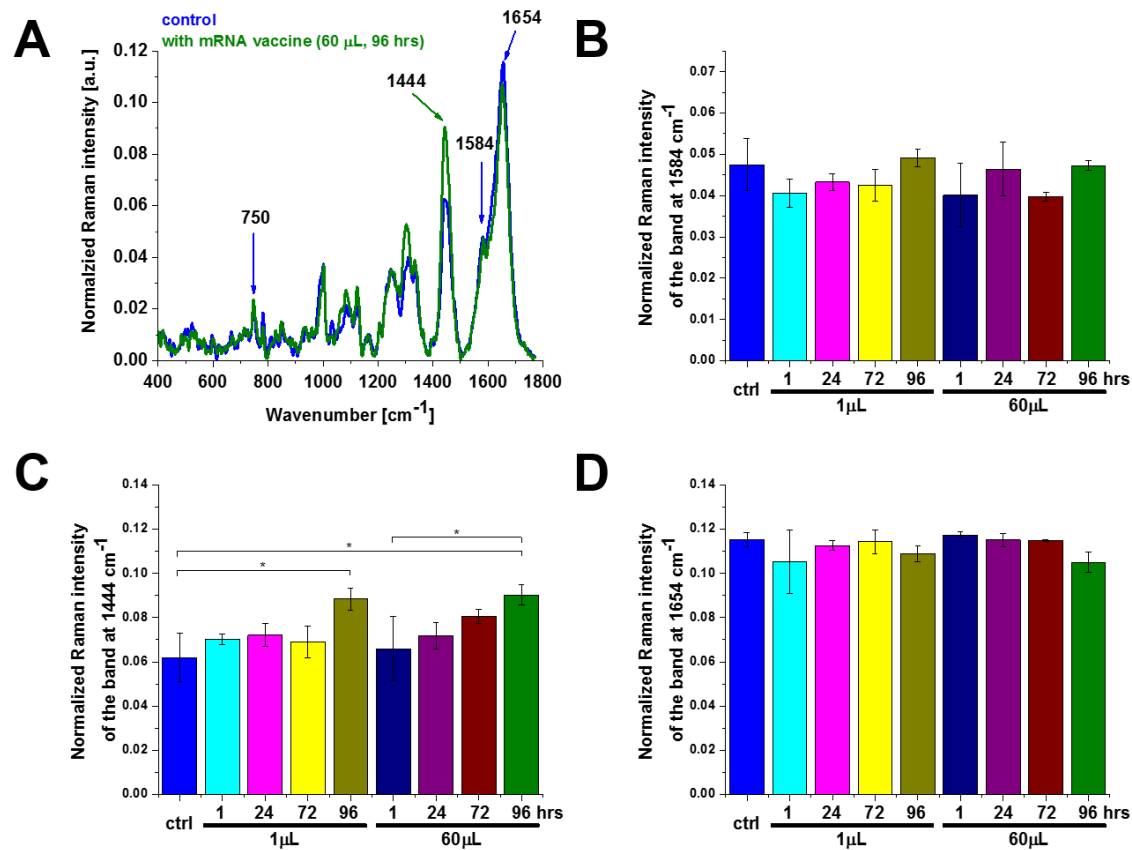 A
control
with mRNA vaccine (60 µL, 96 hrs)
1654
1444
1584
750
Normalzied Raman intensity [a.u.]
0.12
0.10
0.08
0.06
0.04
0.02
0.00
400 600 800 1000 1200 1400 1600 1800
Wavenumber [cm-1]
B
Normalized Raman intensity
of the band at 1584 cm-1
0.07
0.06
0.05
0.04
0.03
0.02
0.01
0.00
ctrl 1 24 72 96 1 24 72 96 hrs
1µL 60µL
C
Normalized Raman intensity
of the band at 1444 cm-1
0.14
0.12
0.10
0.08
0.06
0.04
0.02
0.00
*
*
*
ctrl 1 24 72 96 1 24 72 96 hrs
1µL 60µL
D
Normalized Raman intensity
of the band at 1654 cm-1
0.14
0.12
0.10
0.08
0.06
0.04
0.02
0.00
ctrl 1 24 72 96 1 24 72 96 hrs
1µL 60µL